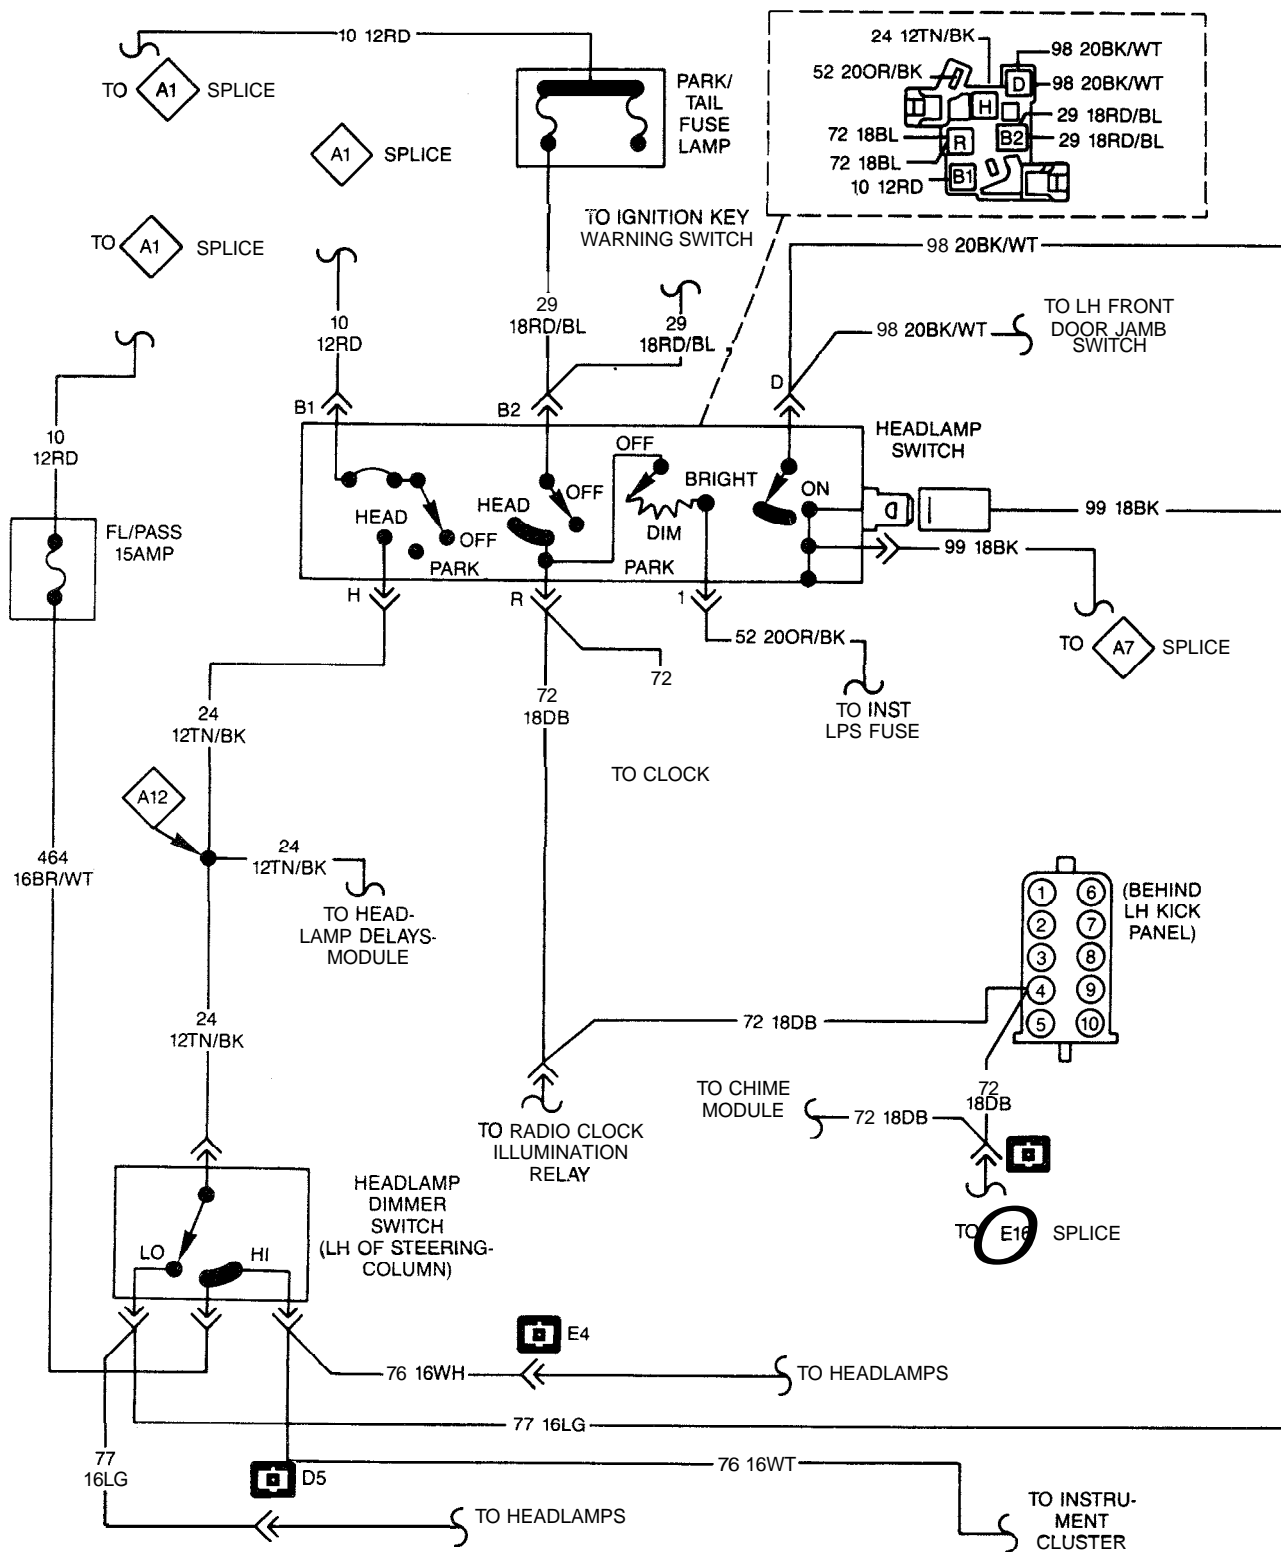 10 12RD
TO A1 SPLICE
A1 SPLICE
TO A1 SPLICE
PARK/
TAIL
FUSE
LAMP
24 12TN/BK
98 20BK/WT
52 20OR/BK
98 20BK/WT
D
H
29 18RD/BL
72 18BL
R
B2
29 18RD/BL
72 18BL
10 12RD
B1
TO IGNITION KEY
WARNING SWITCH
98 20BK/WT
10
12RD
29
18RD/BL
29
18RD/BL
98 20BK/WT
TO LH FRONT
DOOR JAMB
SWITCH
10
12RD
B1
B2
D
HEADLAMP
SWITCH
OFF
BRIGHT
ON
HEAD
OFF
PARK
HEAD
OFF
DIM
PARK
D
99 18BK
99 18BK
FL/PASS
15AMP
H
R
1
52 20OR/BK
TO A7 SPLICE
72
72
18DB
TO INST
LPS FUSE
24
12TN/BK
TO CLOCK
A12
24
12TN/BK
464
16BR/WT
TO HEAD-
LAMP DELAYS-
MODULE
1 6
2 7
3 8
4 9
5 10
(BEHIND
LH KICK
PANEL)
24
12TN/BK
72 18DB
TO CHIME
MODULE
72 18DB
72
18DB
TO RADIO CLOCK
ILLUMINATION
RELAY
TO E16 SPLICE
HEADLAMP
DIMMER
SWITCH
(LH OF STEERING-
COLUMN)
LO
HI
E4
76 16WH
TO HEADLAMPS
77 16LG
77
16LG
D5
76 16WT
TO HEADLAMPS
TO INSTRU-
MENT
CLUSTER